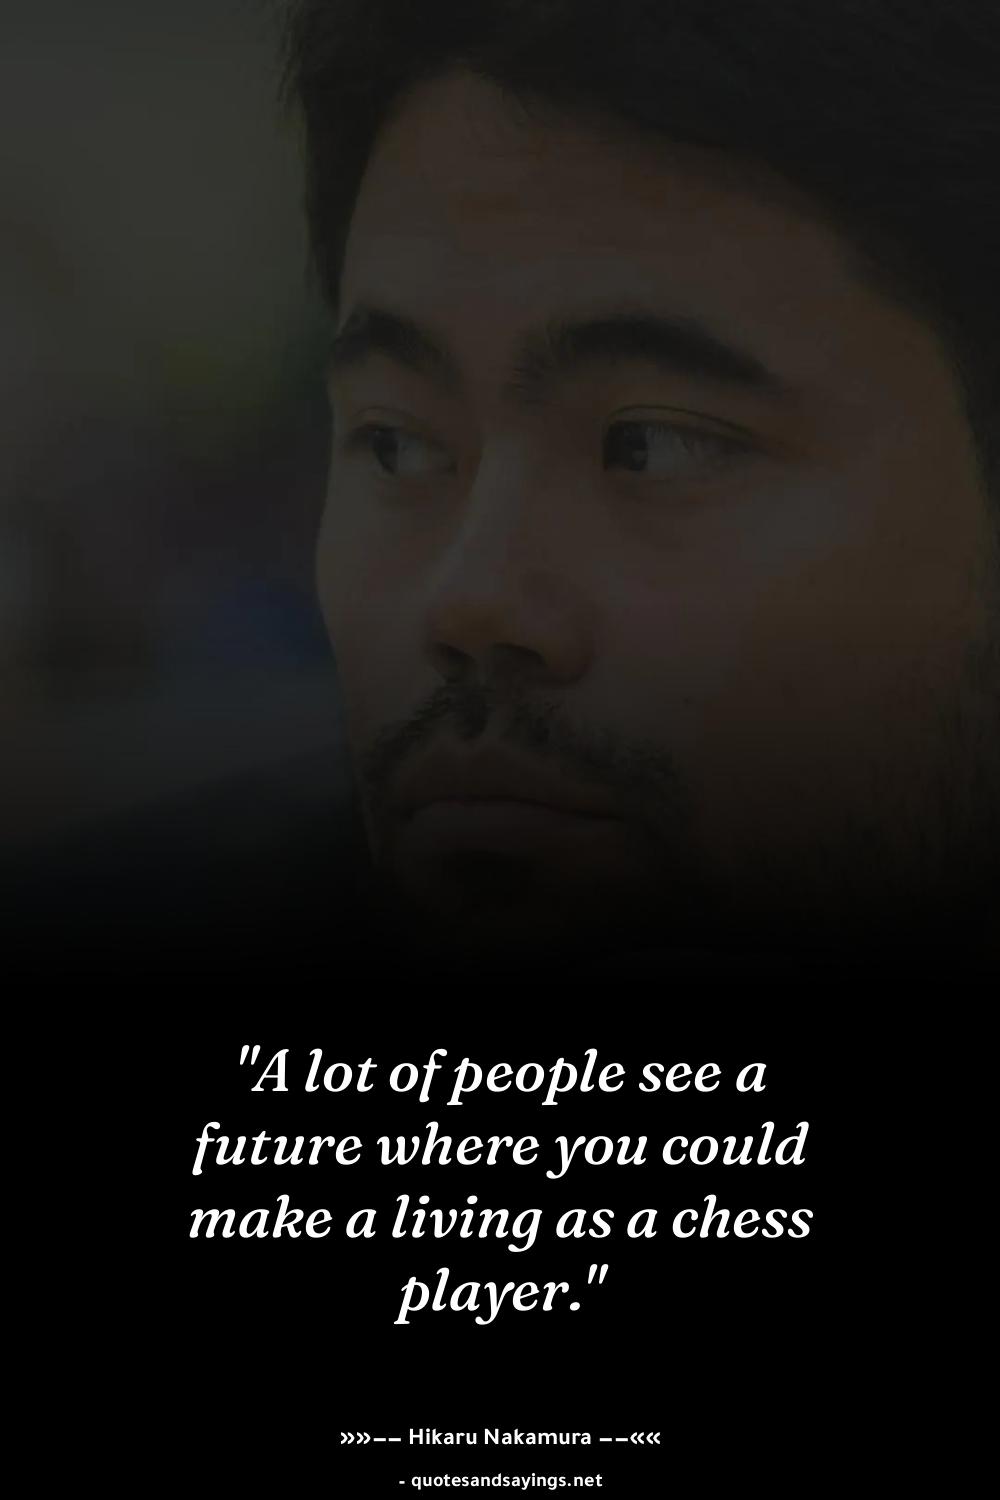 "A lot of people see a
future where you could
make a living as a chess
player."
»»−− Hikaru Nakamura −−««
- quotesandsayings.net